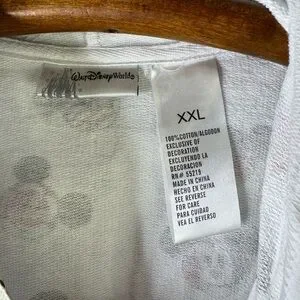 Walt Disney World
XXL
100%COTTON/ALGODON
EXCLUSIVE OF
DECORATION
EXCLUYENDO LA
DECORACION
RN# 55219
MADE IN CHINA
HECHO EN CHINA
SEE REVERSE
FOR CARE
PARA CUIDAD
VEA EL REVERSO